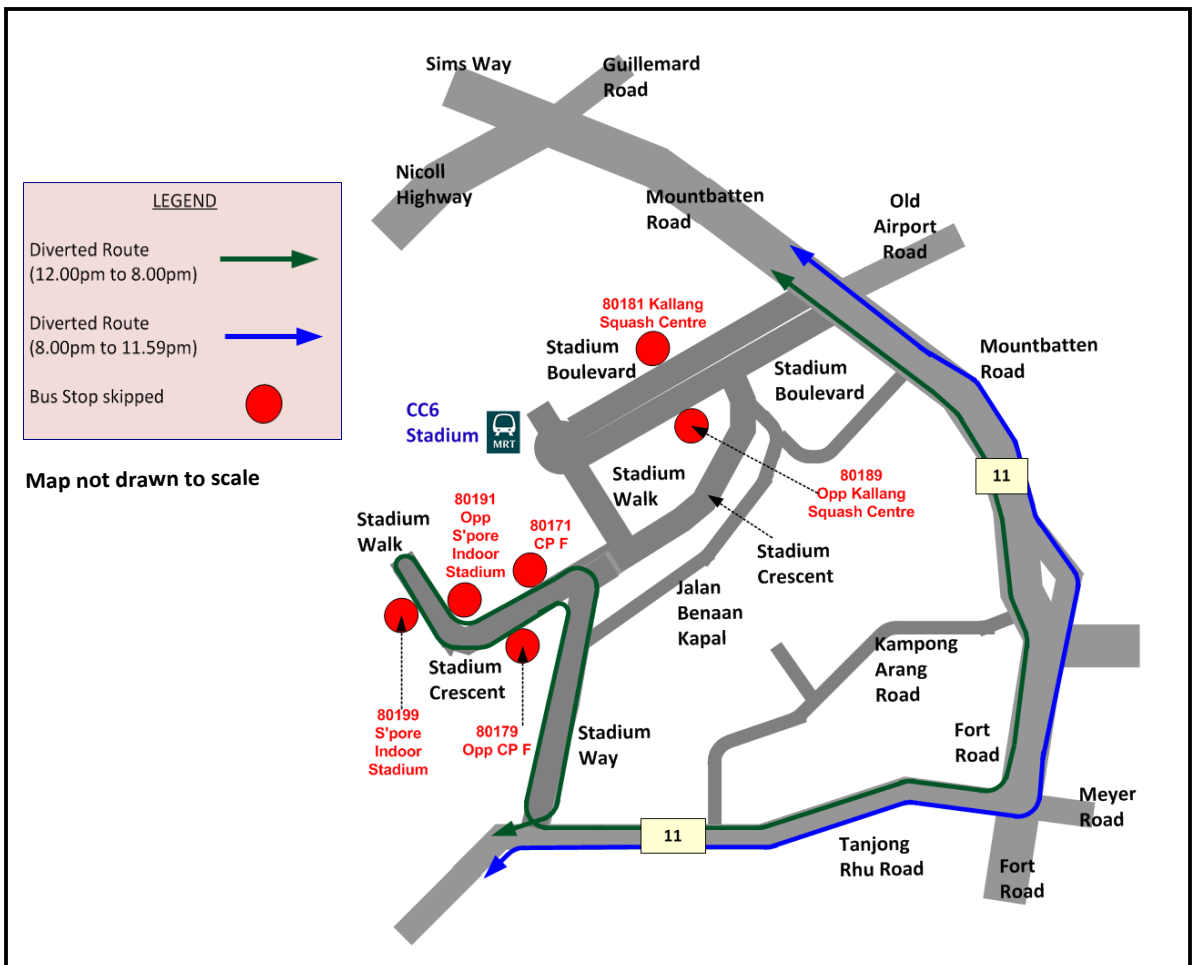 Sims Way
Guillemard
Road
Nicoll
Highway
LEGEND
Diverted Route
(12.00pm to 8.00pm)
Diverted Route
(8.00pm to 11.59pm)
Bus Stop skipped
Map not drawn to scale
Mountbatten
Road
Old
Airport
Road
80181 Kallang
Squash Centre
Stadium
Boulevard
Stadium
Boulevard
Mountbatten
Road
CC6
Stadium
MRT
Stadium
Walk
80189
Opp Kallang
Squash Centre
11
Stadium
Walk
80191
Opp
S'pore
Indoor
Stadium
80171
CP F
Stadium
Crescent
Jalan
Benaan
Kapal
Kampong
Arang
Road
Stadium
Crescent
80199
S'pore
Indoor
Stadium
80179
Opp CP F
Stadium
Way
Fort
Road
Meyer
Road
11
Tanjong
Rhu Road
Fort
Road